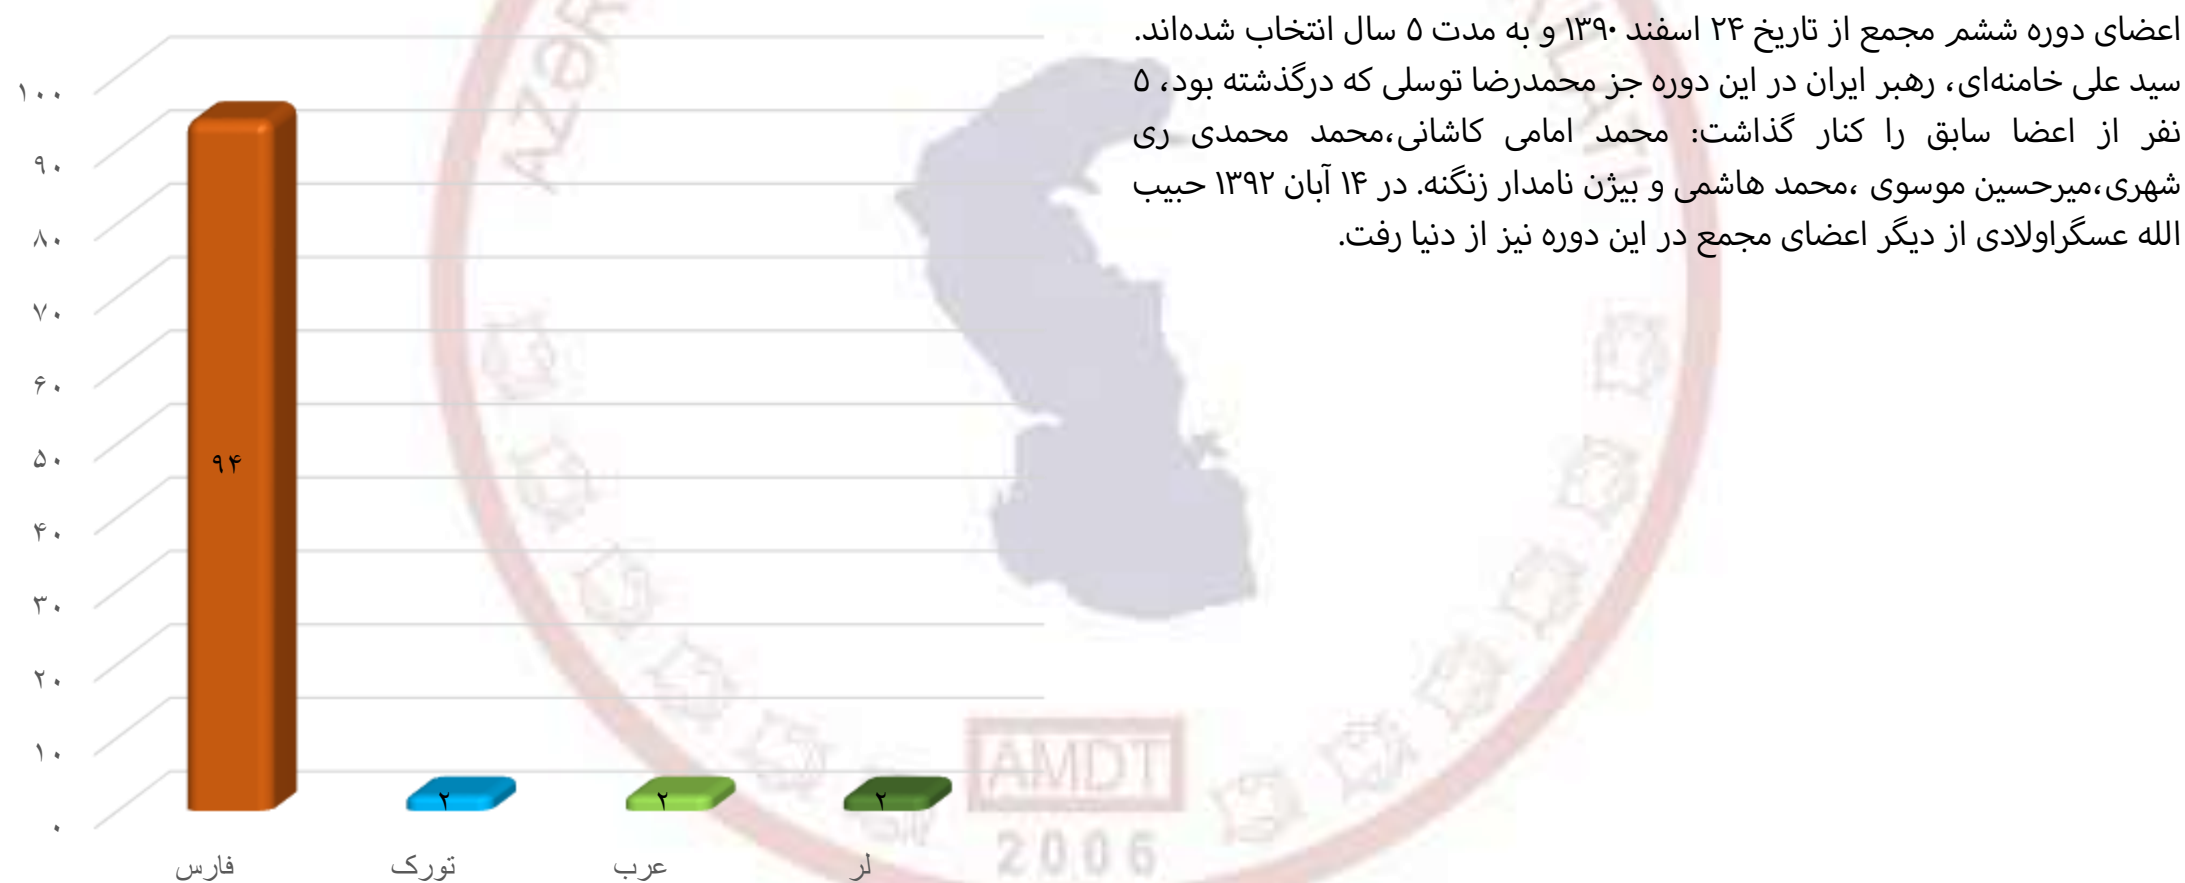 اعضای دوره ششم مجمع از تاریخ ۲۴ اسفند ۱۳۹۰ و به مدت ۵ سال انتخاب شده‌اند.
سید علی خامنه‌ای، رهبر ایران در این دوره جز محمدرضا توسلی که درگذشته بود، ۵
نفر از اعضا سابق را کنار گذاشت: محمد امامی کاشانی،محمد محمدی ری
شهری،میرحسین موسوی ،محمد هاشمی و بیژن نامدار زنگنه. در ۱۴ آبان ۱۳۹۲ حبیب
الله عسگراولادی از دیگر اعضای مجمع در این دوره نیز از دنیا رفت.
۱۰۰
۹۰
۸۰
۷۰
۶۰
۵۰
۴۰
۳۰
۲۰
۱۰
۰
۹۴
۲
۲
۲
فارس
تورک
عرب
لر
AMDT
2006